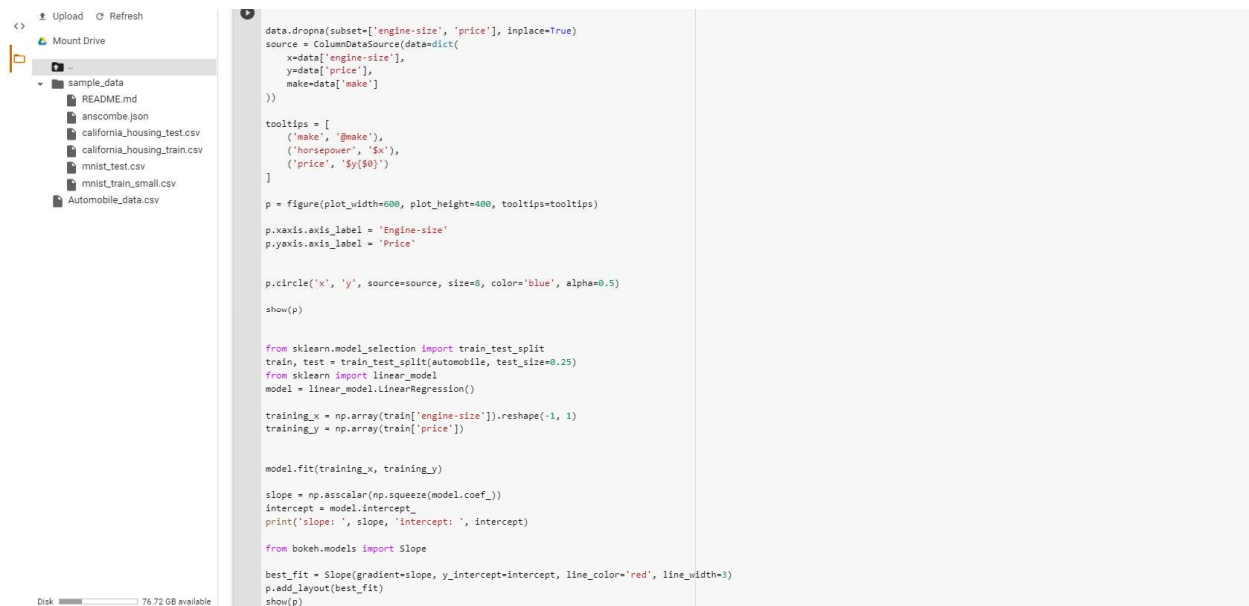 Upload Refresh
Mount Drive
..
sample_data
README.md
anscombe.json
california_housing_test.csv
california_housing_train.csv
mnist_test.csv
mnist_train_small.csv
Automobile_data.csv
Disk 76.72 GB available
data.dropna(subset=['engine-size', 'price'], inplace=True)
source = ColumnDataSource(data=dict(
    x=data['engine-size'],
    y=data['price'],
    make=data['make']
))
tooltips = [
    ('make', '@make'),
    ('horsepower', '$x'),
    ('price', '$y{$0}')
]
p = figure(plot_width=600, plot_height=400, tooltips=tooltips)
p.xaxis.axis_label = 'Engine-size'
p.yaxis.axis_label = 'Price'
p.circle('x', 'y', source=source, size=8, color='blue', alpha=0.5)
show(p)
from sklearn.model_selection import train_test_split
train, test = train_test_split(automobile, test_size=0.25)
from sklearn import linear_model
model = linear_model.LinearRegression()
training_x = np.array(train['engine-size']).reshape(-1, 1)
training_y = np.array(train['price'])
model.fit(training_x, training_y)
slope = np.asscalar(np.squeeze(model.coef_))
intercept = model.intercept_
print('slope: ', slope, 'intercept: ', intercept)
from bokeh.models import Slope
best_fit = Slope(gradient=slope, y_intercept=intercept, line_color='red', line_width=3)
p.add_layout(best_fit)
show(p)